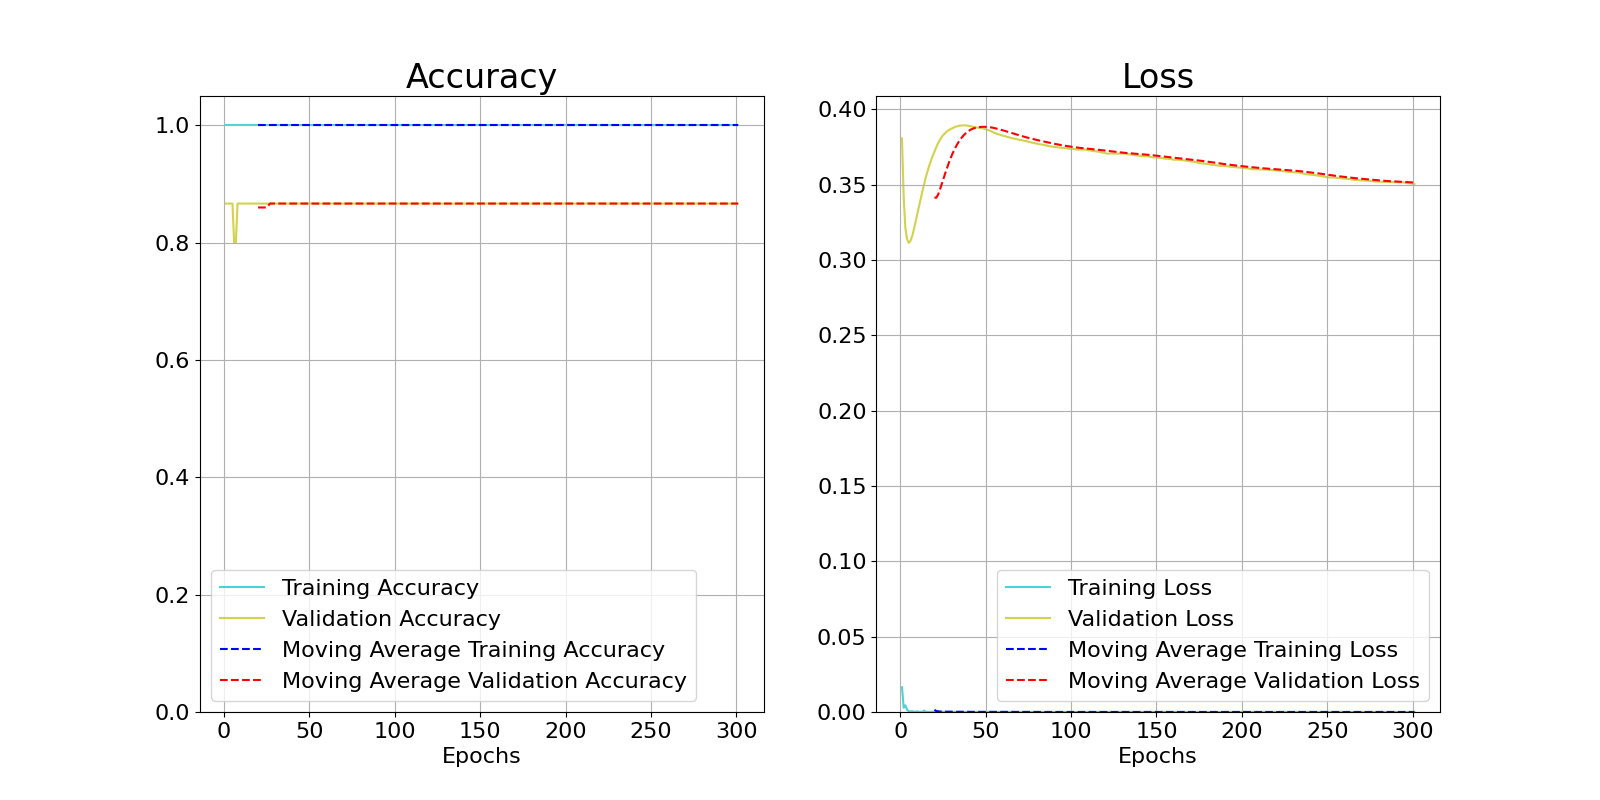 Accuracy
1.0
0.8
0.6
0.4
0.2
0.0
Training Accuracy
Validation Accuracy
Moving Average Training Accuracy
Moving Average Validation Accuracy
0 50 100 150 200 250 300
Epochs
Loss
0.40
0.35
0.30
0.25
0.20
0.15
0.10
0.05
0.00
Training Loss
Validation Loss
Moving Average Training Loss
Moving Average Validation Loss
0 50 100 150 200 250 300
Epochs